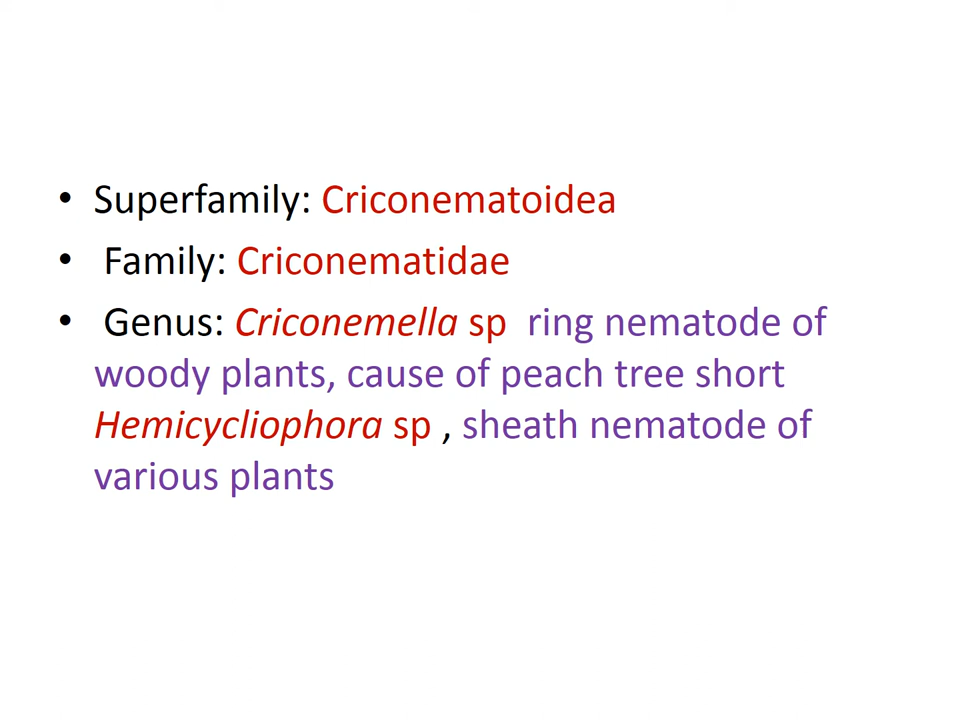 • Superfamily: Criconematoidea
• Family: Criconematidae
• Genus: Criconemella sp ring nematode of
woody plants, cause of peach tree short
Hemicycliophora sp , sheath nematode of
various plants